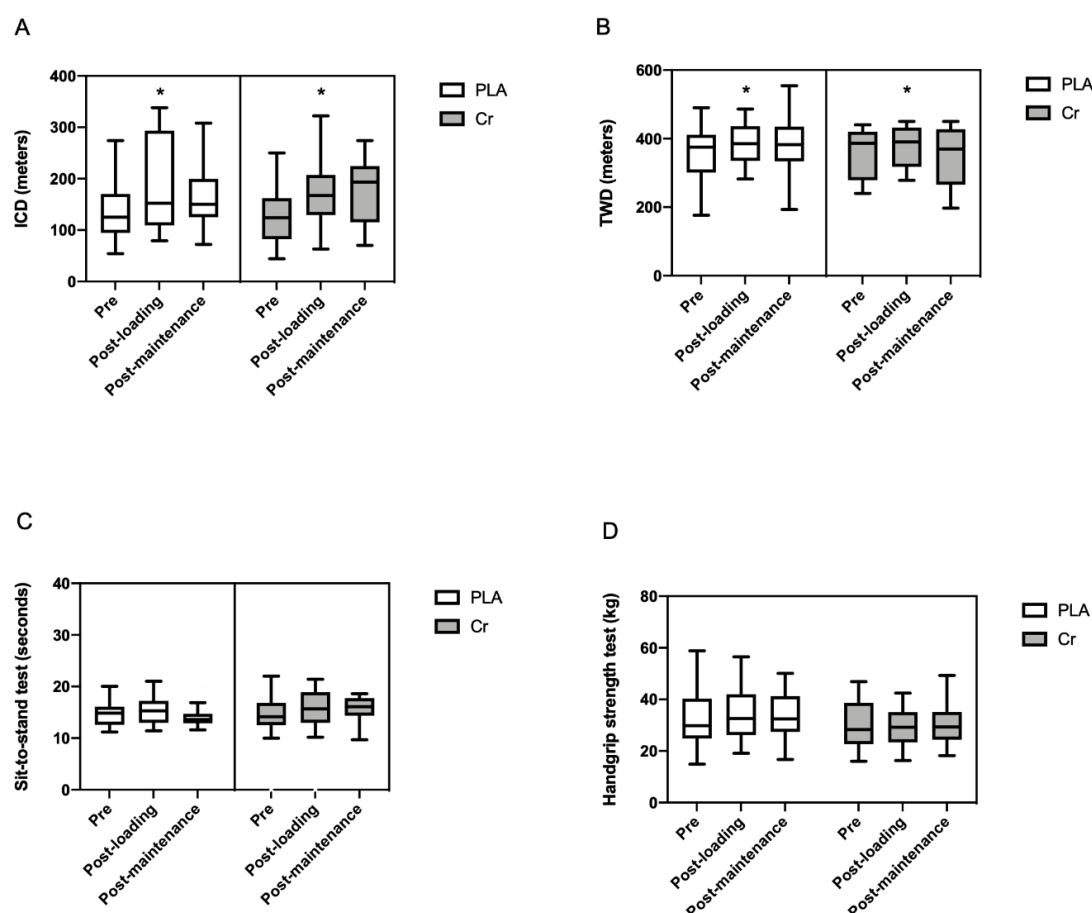 A
ICD (meters)
400
300
200
100
0
*
*
Pre
Post-loading
Post-maintenance
Pre
Post-loading
Post-maintenance
PLA
Cr
B
TWD (meters)
600
400
200
0
*
*
Pre
Post-loading
Post-maintenance
Pre
Post-loading
Post-maintenance
PLA
Cr
C
Sit-to-stand test (seconds)
40
30
20
10
0
Pre
Post-loading
Post-maintenance
Pre
Post-loading
Post-maintenance
PLA
Cr
D
Handgrip strength test (kg)
80
60
40
20
0
Pre
Post-loading
Post-maintenance
Pre
Post-loading
Post-maintenance
PLA
Cr